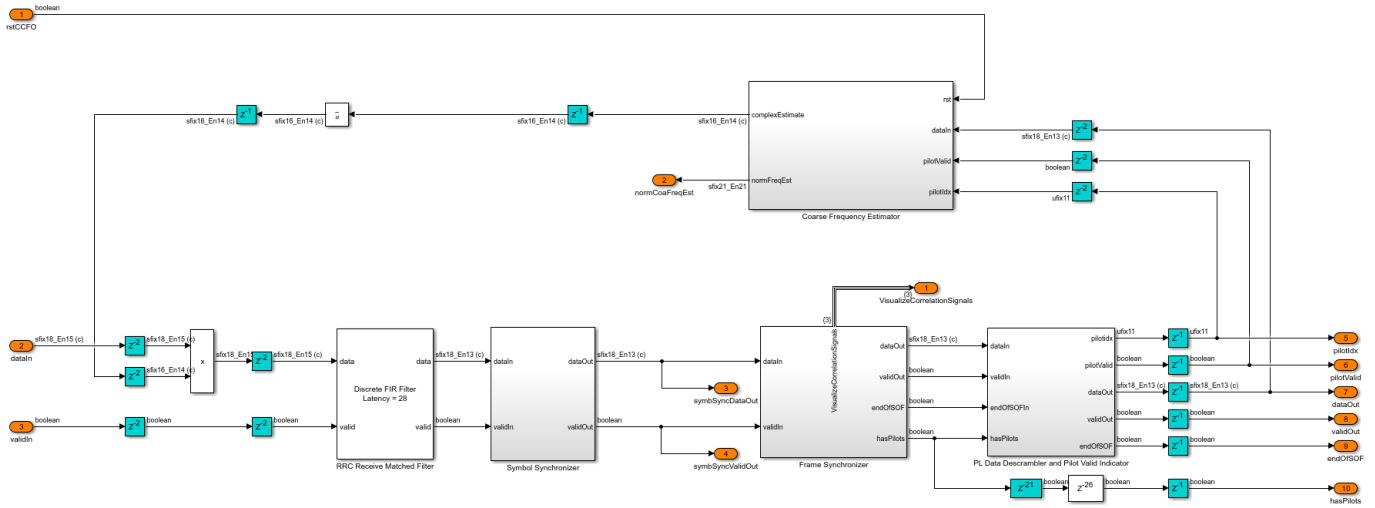 1
boolean
rstCCFO
rst
complexEstimate
sfix16_En14 (c)
z-1
sfix16_En14 (c)
u
sfix16_En14 (c)
z-1
sfix16_En14 (c)
dataIn
sfix18_En13 (c)
z-2
pilotValid
boolean
z-2
normFreqEst
sfix21_En21
2
normCoaFreqEst
pilotIdx
ufix11
z-2
Coarse Frequency Estimator
{3}
1
VisualizeCorrelationSignals
{3}
2
dataIn
sfix18_En15 (c)
z-2
sfix18_En15 (c)
z-2
sfix16_En14 (c)
x
sfix18_En15
z-2
sfix18_En15 (c)
3
validIn
boolean
z-2
boolean
z-2
boolean
data
data
Discrete FIR Filter
Latency = 28
valid
valid
RRC Receive Matched Filter
sfix18_En13 (c)
boolean
dataIn
dataOut
validIn
validOut
Symbol Synchronizer
sfix18_En13 (c)
boolean
3
symbSyncDataOut
4
symbSyncValidOut
VisualizeCorrelationSignals
dataIn
validIn
dataOut
validOut
endOfSOF
hasPilots
Frame Synchronizer
sfix18_En13 (c)
boolean
boolean
boolean
dataIn
validIn
endOfSOFIn
hasPilots
pilotIdx
pilotValid
dataOut
validOut
endOfSOF
PL Data Descrambler and Pilot Valid Indicator
ufix11
z-1
ufix11
5
pilotIdx
boolean
z-1
boolean
6
pilotValid
sfix18_En13 (c)
z-1
sfix18_En13 (c)
7
dataOut
boolean
z-1
boolean
8
validOut
boolean
z-1
boolean
9
endOfSOF
z-21
boolean
z-26
boolean
z-1
boolean
10
hasPilots